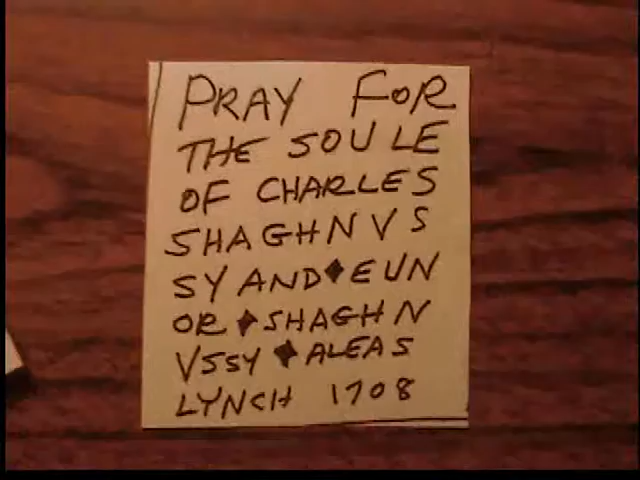 PRAY FOR
THE SOULE
OF CHARLES
SHAGHNVS
SY AND♦EUN
OR ♦SHAGHN
VSSY ♦ALEAS
LYNCH 1708